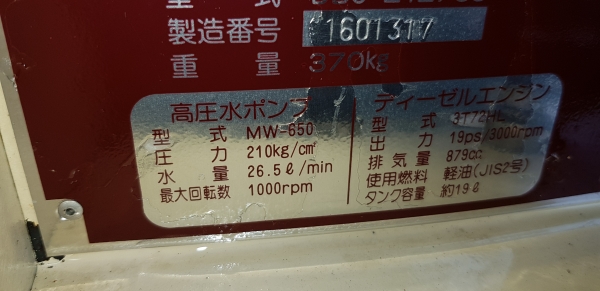 型 式
製造番号 1601317
重 量 370kg
高圧水ポンプ
型 式 MW-650
圧 力 210kg/cm²
水 量 26.5ℓ/min
最大回転数 1000rpm
ディーゼルエンジン
型 式 3T72HL
出 力 19ps/3000rpm
排気量 879cc
使用燃料 軽油(JIS2号)
タンク容量 約19ℓ